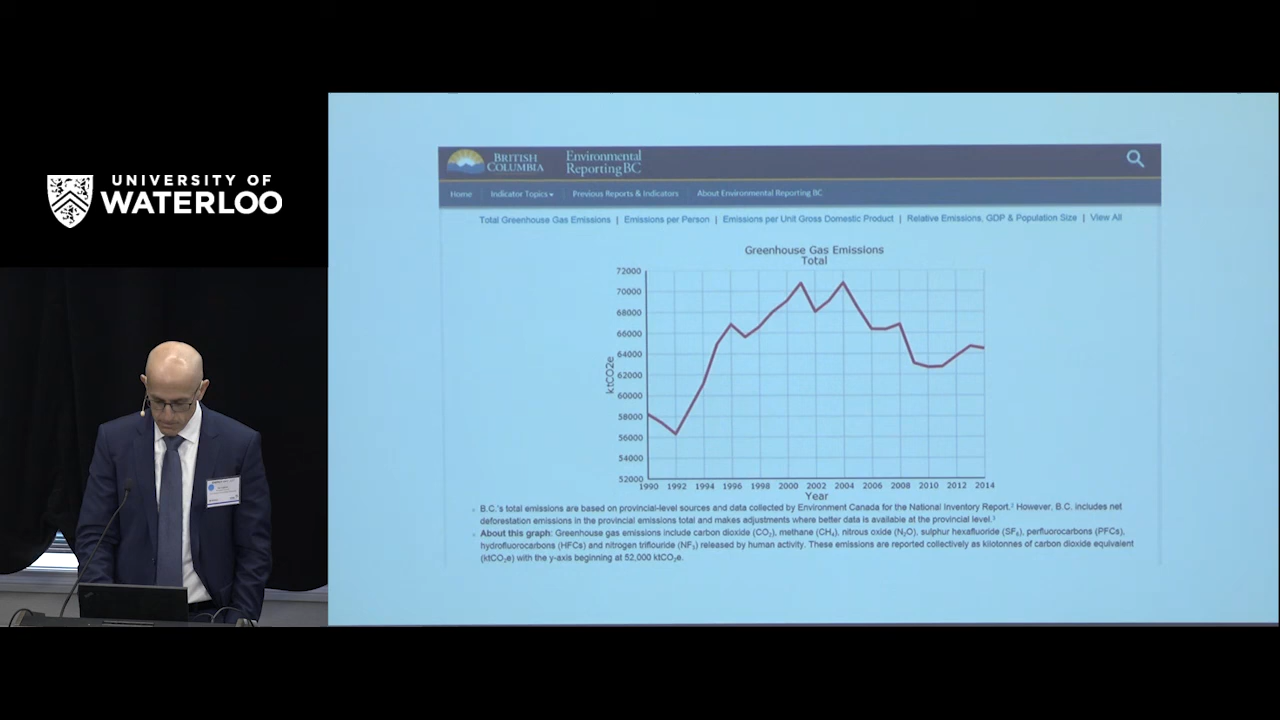 UNIVERSITY OF
WATERLOO
BRITISH
COLUMBIA
Environmental
Reporting BC
Home
Indicator Topics
Previous Reports & Indicators
About Environmental Reporting BC
Total Greenhouse Gas Emissions | Emissions per Person | Emissions per Unit Gross Domestic Product | Relative Emissions, GDP & Population Size | View All
Greenhouse Gas Emissions
Total
72000
70000
68000
66000
64000
62000
60000
58000
56000
54000
52000
ktCO2e
1990 1992 1994 1996 1998 2000 2002 2004 2006 2008 2010 2012 2014
Year
B.C.'s total emissions are based on provincial-level sources and data collected by Environment Canada for the National Inventory Report.² However, B.C. includes net
deforestation emissions in the provincial emissions total and makes adjustments where better data is available at the provincial level.³
About this graph: Greenhouse gas emissions include carbon dioxide (CO₂), methane (CH₄), nitrous oxide (N₂O), sulphur hexafluoride (SF₆), perfluorocarbons (PFCs),
hydrofluorocarbons (HFCs) and nitrogen triflouride (NF₃) released by human activity. These emissions are reported collectively as kilotonnes of carbon dioxide equivalent
(ktCO₂e) with the y-axis beginning at 52,000 ktCO₂e.